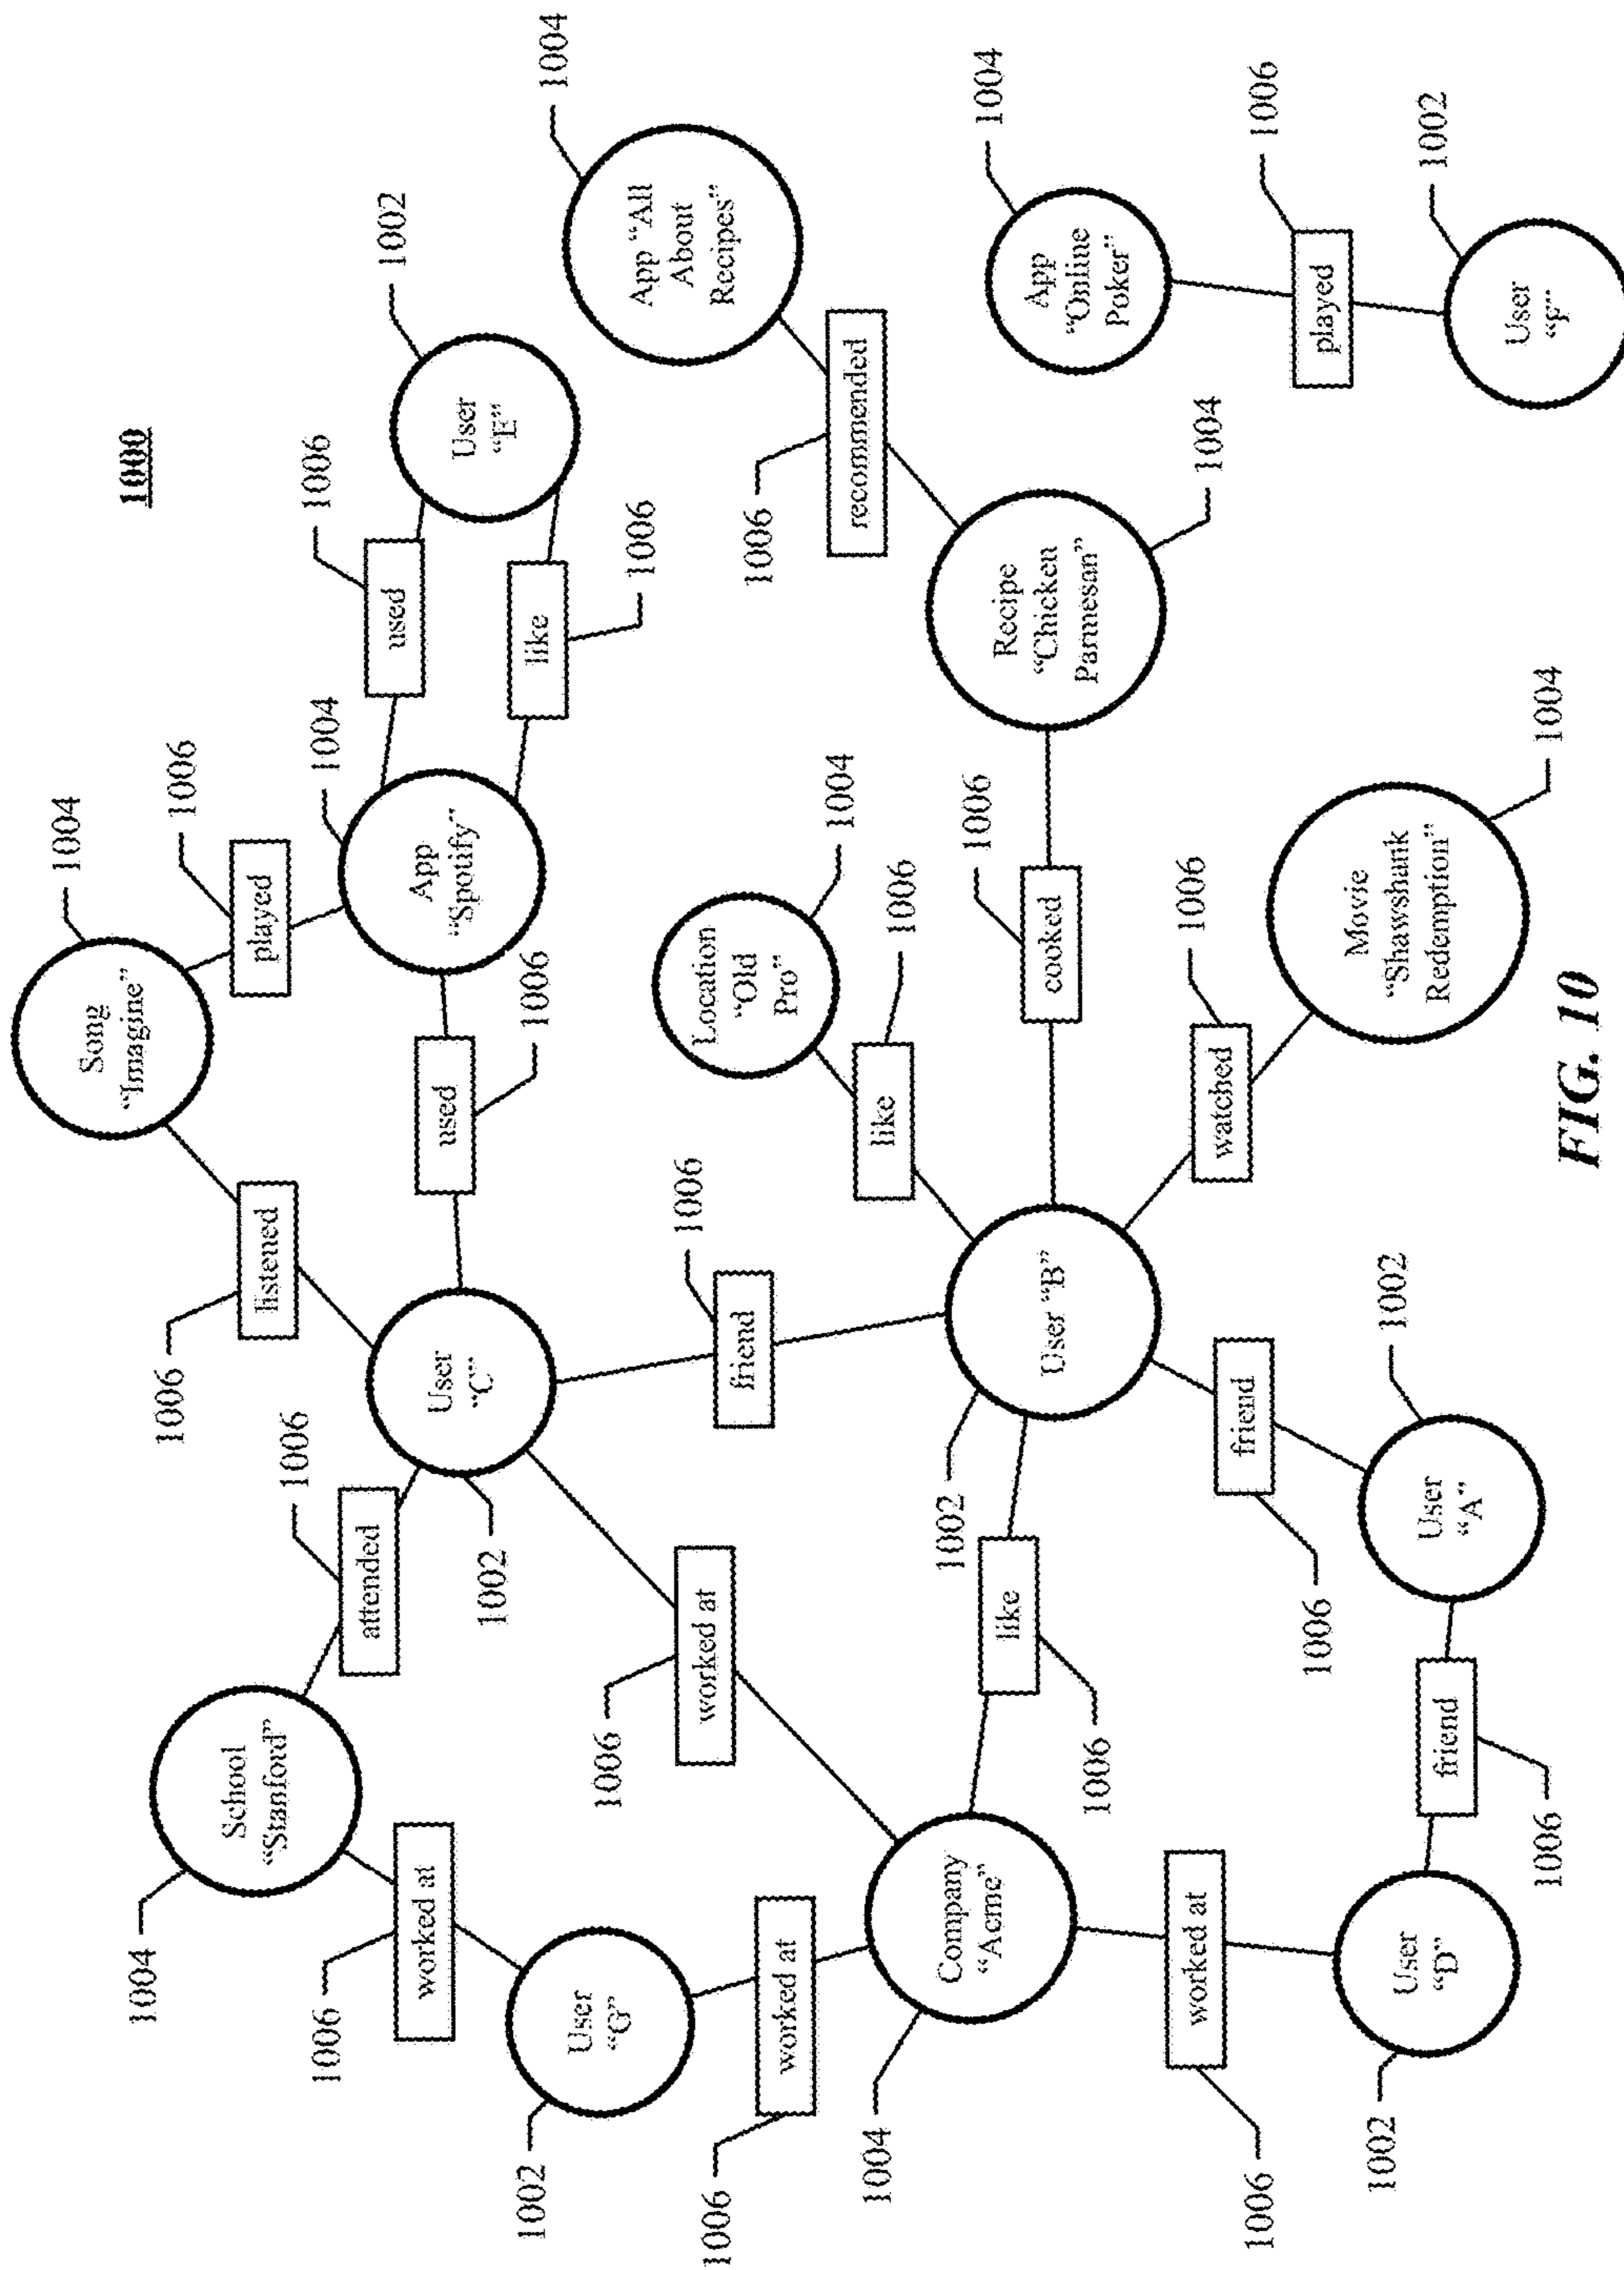 1000
1004
Song
“Imagine”
1004
1006
1006
School
“Stanford”
listened
played
1006
1006
1004
1006
attended
1002
used
worked at
User
“C”
used
App
“Spotify”
User
“E”
1002
1002
1006
like
1004
User
“G”
1006
1006
App “All
About
Recipes”
worked at
1006
Location
“Old
Pro”
1006
friend
1006
worked at
1004
recommended
1004
like
1006
Company
“Acme”
1002
1006
1004
like
Recipe
“Chicken
Parmesan”
App
“Online
Poker”
User “B”
cooked
1006
worked at
1006
1004
friend
watched
1006
1006
1006
played
Movie
“Shawshank
Redemption”
1002
1002
User
“D”
User
“A”
1002
friend
1006
1004
User
“F”
FIG. 10